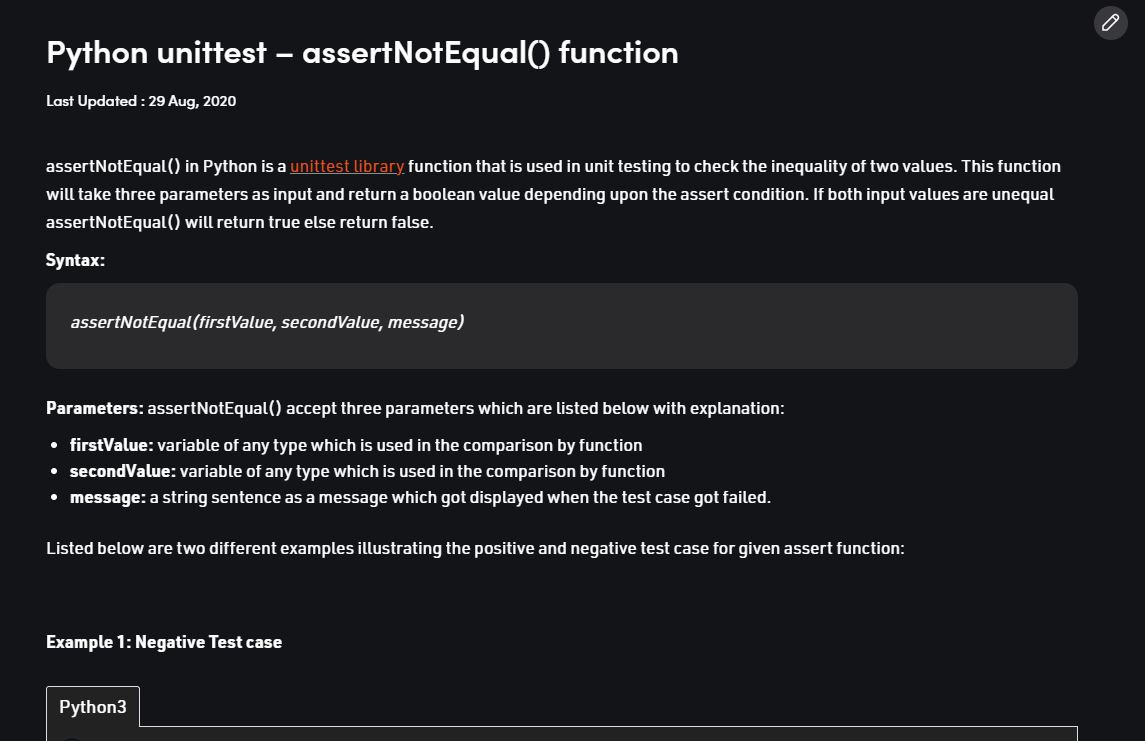 Python unittest – assertNotEqual() function
Last Updated : 29 Aug, 2020
assertNotEqual() in Python is a unittest library function that is used in unit testing to check the inequality of two values. This function
will take three parameters as input and return a boolean value depending upon the assert condition. If both input values are unequal
assertNotEqual() will return true else return false.
Syntax:
assertNotEqual(firstValue, secondValue, message)
Parameters: assertNotEqual() accept three parameters which are listed below with explanation:
• firstValue: variable of any type which is used in the comparison by function
• secondValue: variable of any type which is used in the comparison by function
• message: a string sentence as a message which got displayed when the test case got failed.
Listed below are two different examples illustrating the positive and negative test case for given assert function:
Example 1: Negative Test case
Python3